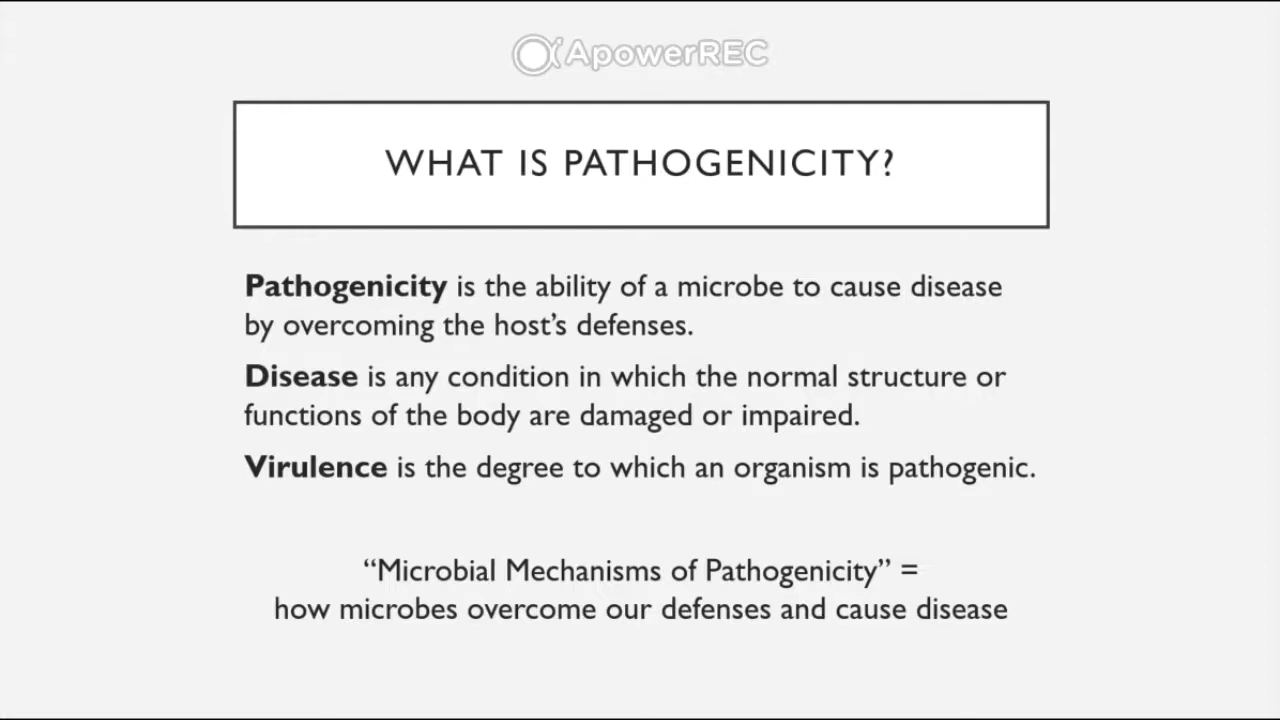 ApowerREC
WHAT IS PATHOGENICITY?
Pathogenicity is the ability of a microbe to cause disease
by overcoming the host’s defenses.
Disease is any condition in which the normal structure or
functions of the body are damaged or impaired.
Virulence is the degree to which an organism is pathogenic.
“Microbial Mechanisms of Pathogenicity” =
how microbes overcome our defenses and cause disease